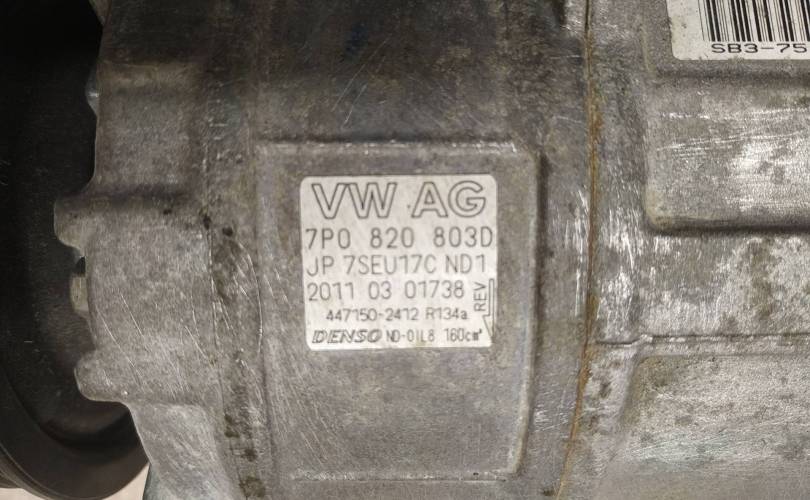 SB3-75
VW AG
7P0 820 803D
JP 7SEU17C ND1
2011 03 01738
REV
447150-2412 R134a
DENSO ND-OIL8 160cm³